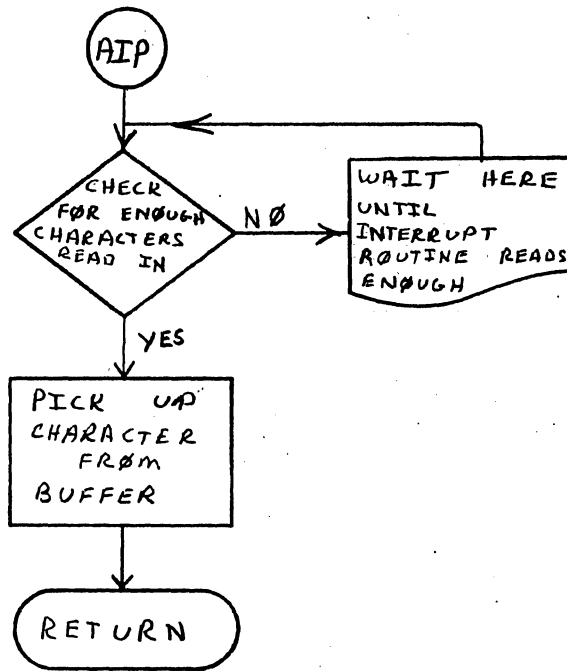 AIP
CHECK
FØR ENØUGH
CHARACTERS
READ IN
NØ
WAIT HERE
UNTIL
INTERRUPT
RØUTINE READS
ENØUGH
YES
PICK UP
CHARACTER
FRØM
BUFFER
RETURN